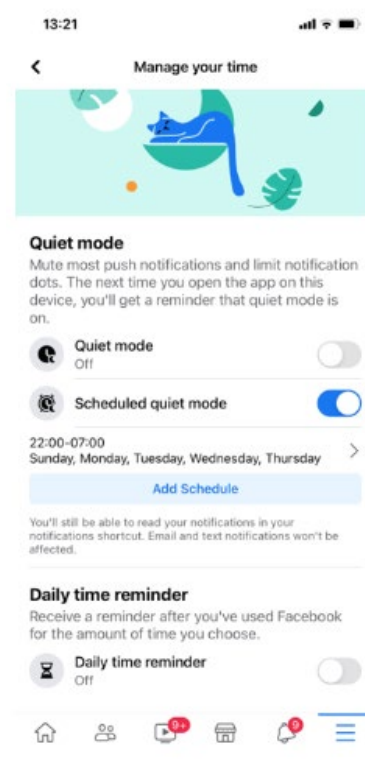 13:21
Manage your time
Quiet mode
Mute most push notifications and limit notification
dots. The next time you open the app on this
device, you'll get a reminder that quiet mode is
on.
Quiet mode
Off
Scheduled quiet mode
22:00-07:00
Sunday, Monday, Tuesday, Wednesday, Thursday
Add Schedule
You'll still be able to read your notifications in your
notifications shortcut. Email and text notifications won't be
affected.
Daily time reminder
Receive a reminder after you've used Facebook
for the amount of time you choose.
Daily time reminder
Off
9+
9